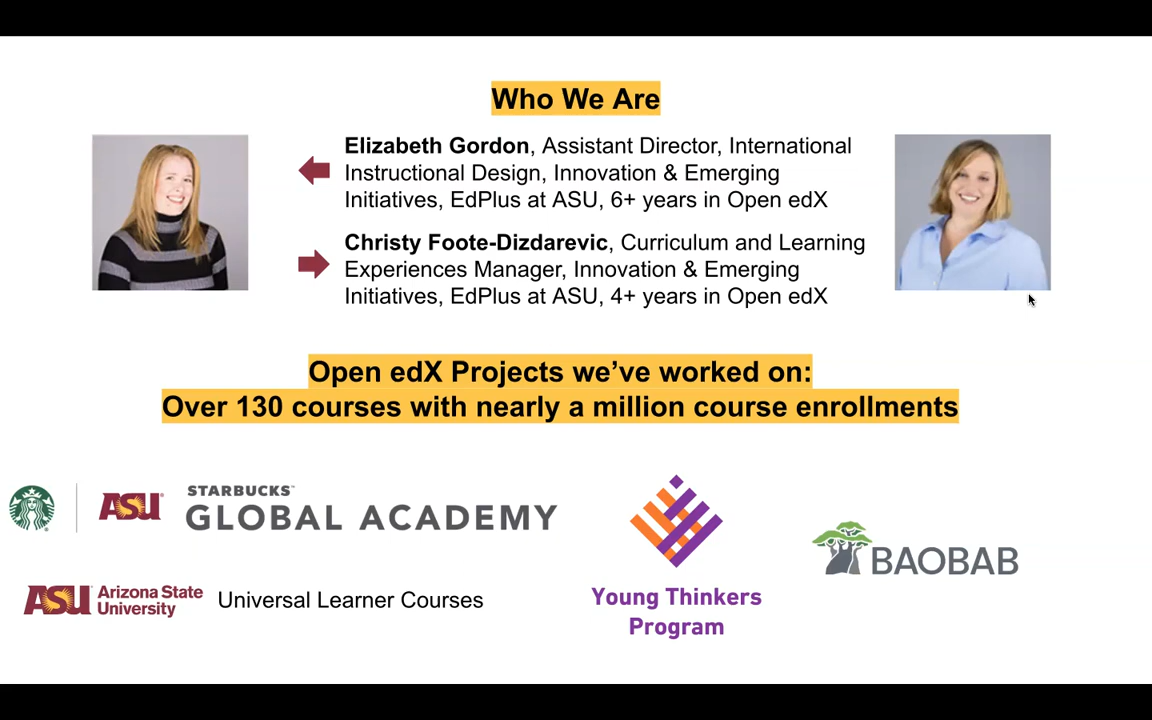 Who We Are
Elizabeth Gordon, Assistant Director, International
Instructional Design, Innovation & Emerging
Initiatives, EdPlus at ASU, 6+ years in Open edX
Christy Foote-Dizdarevic, Curriculum and Learning
Experiences Manager, Innovation & Emerging
Initiatives, EdPlus at ASU, 4+ years in Open edX
Open edX Projects we’ve worked on:
Over 130 courses with nearly a million course enrollments
ASU
STARBUCKS™
GLOBAL ACADEMY
ASU Arizona State
University
Universal Learner Courses
Young Thinkers
Program
BAOBAB